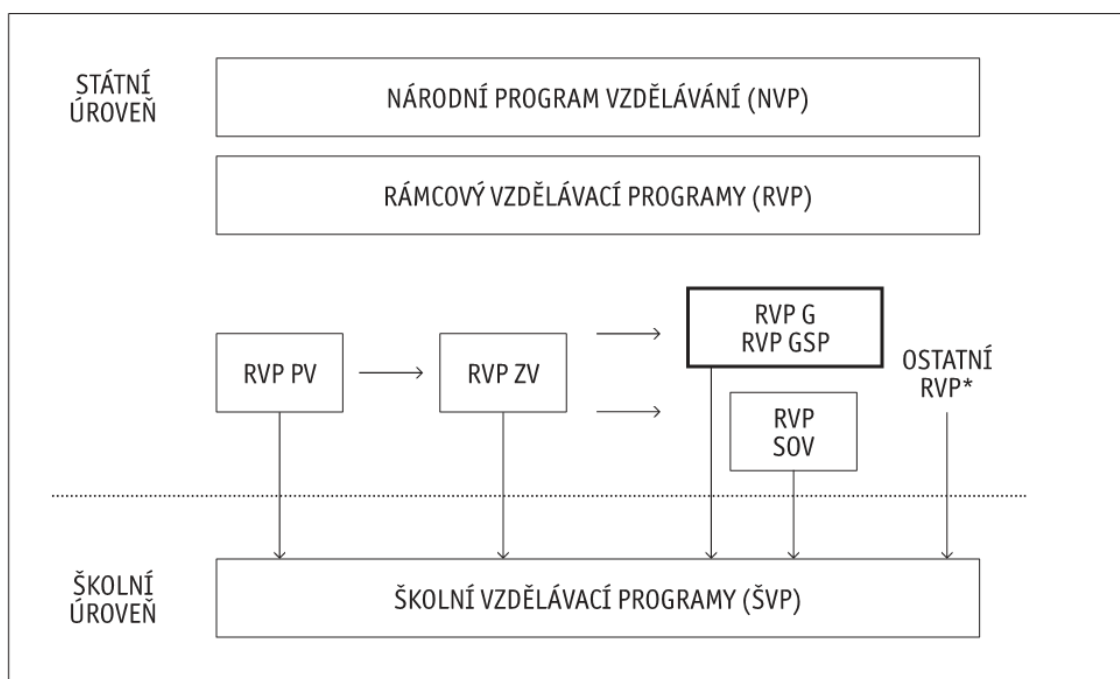 STÁTNÍ
ÚROVEŇ
NÁRODNÍ PROGRAM VZDĚLÁVÁNÍ (NVP)
RÁMCOVÝ VZDĚLÁVACÍ PROGRAMY (RVP)
RVP PV
RVP ZV
RVP G
RVP GSP
RVP
SOV
OSTATNÍ
RVP*
ŠKOLNÍ
ÚROVEŇ
ŠKOLNÍ VZDĚLÁVACÍ PROGRAMY (ŠVP)